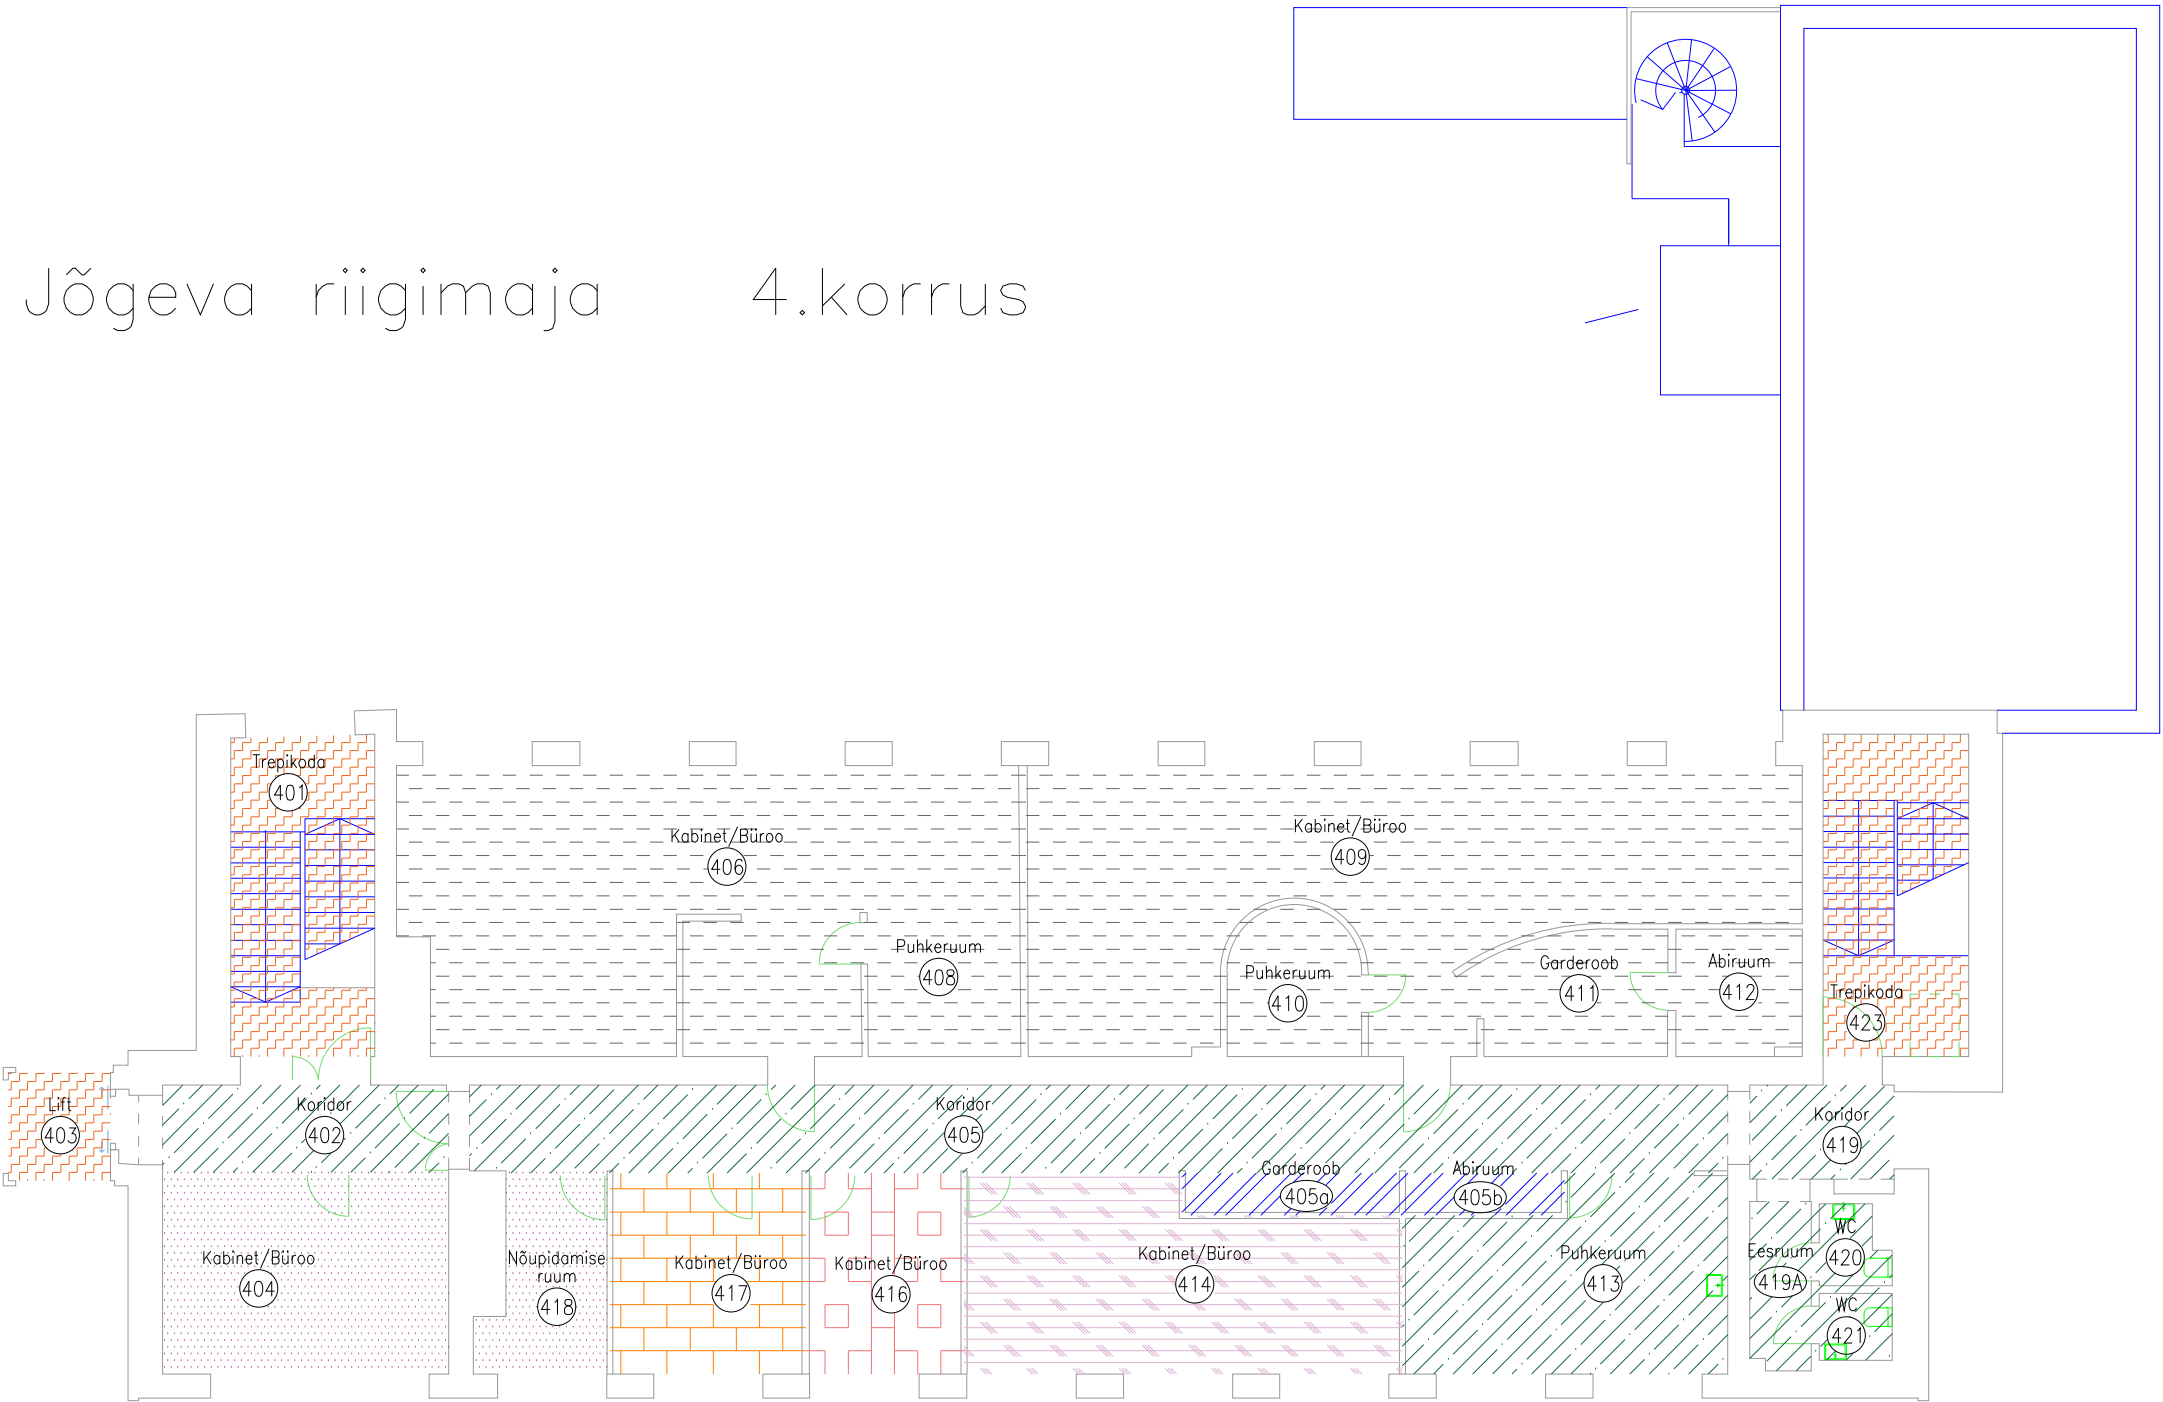 Jõgeva riigimaja 4.korrus
Trepikoda
401
Kabinet/Büroo
406
Kabinet/Büroo
409
Puhkeruum
408
Puhkeruum
410
Garderoob
411
Abiruum
412
Trepikoda
423
Lift
403
Koridor
402
Koridor
405
Koridor
419
Garderoob
405a
Abiruum
405b
Kabinet/Büroo
404
Nõupidamise
ruum
418
Kabinet/Büroo
417
Kabinet/Büroo
416
Kabinet/Büroo
414
Puhkeruum
413
Eesruum
419A
WC
420
WC
421